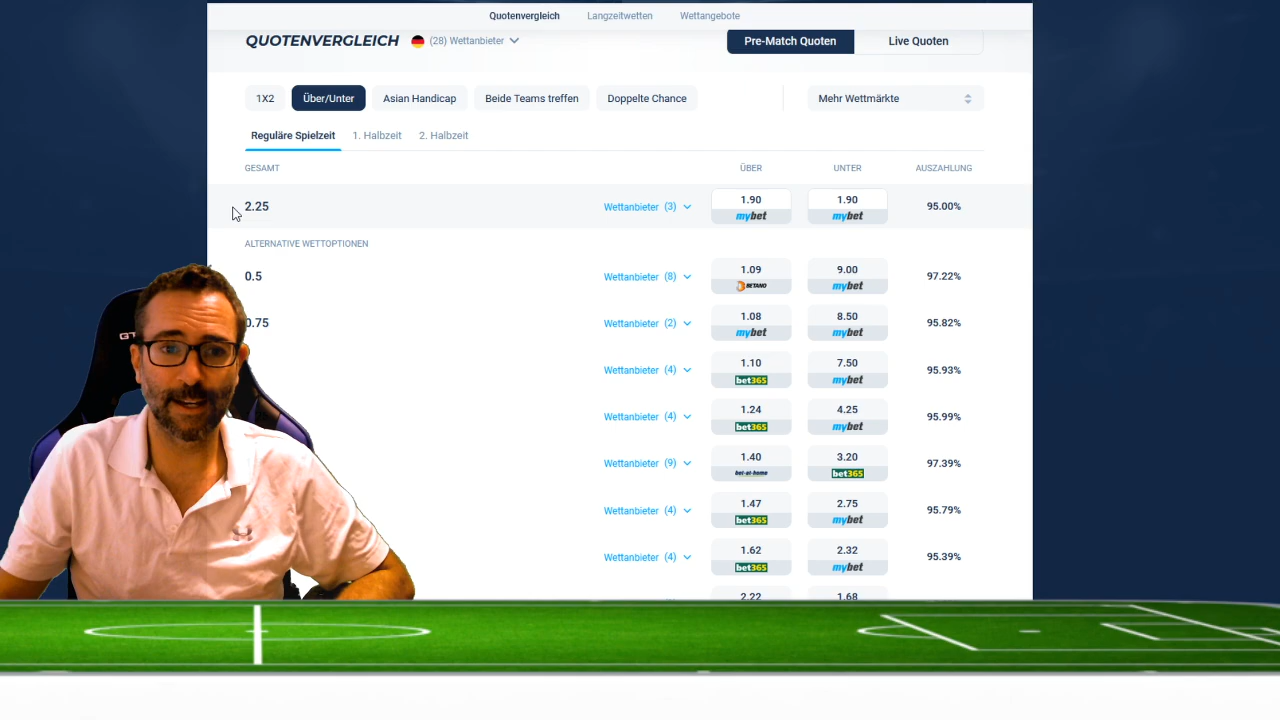 Quotenvergleich Langzeitwetten Wettangebote
QUOTENVERGLEICH (28) Wettanbieter Pre-Match Quoten Live Quoten
1X2 Über/Unter Asian Handicap Beide Teams treffen Doppelte Chance Mehr Wettmärkte
Reguläre Spielzeit 1. Halbzeit 2. Halbzeit
GESAMT ÜBER UNTER AUSZAHLUNG
2.25 Wettanbieter (3) 1.90 1.90 95.00%
mybet mybet
ALTERNATIVE WETTOPTIONEN
0.5 Wettanbieter (8) 1.09 9.00 97.22%
BETANO mybet
0.75 Wettanbieter (2) 1.08 8.50 95.82%
mybet mybet
Wettanbieter (4) 1.10 7.50 95.93%
bet365 mybet
Wettanbieter (4) 1.24 4.25 95.99%
bet365 mybet
Wettanbieter (9) 1.40 3.20 97.39%
bet-at-home bet365
Wettanbieter (4) 1.47 2.75 95.79%
bet365 mybet
Wettanbieter (4) 1.62 2.32 95.39%
bet365 mybet
2.22 1.68